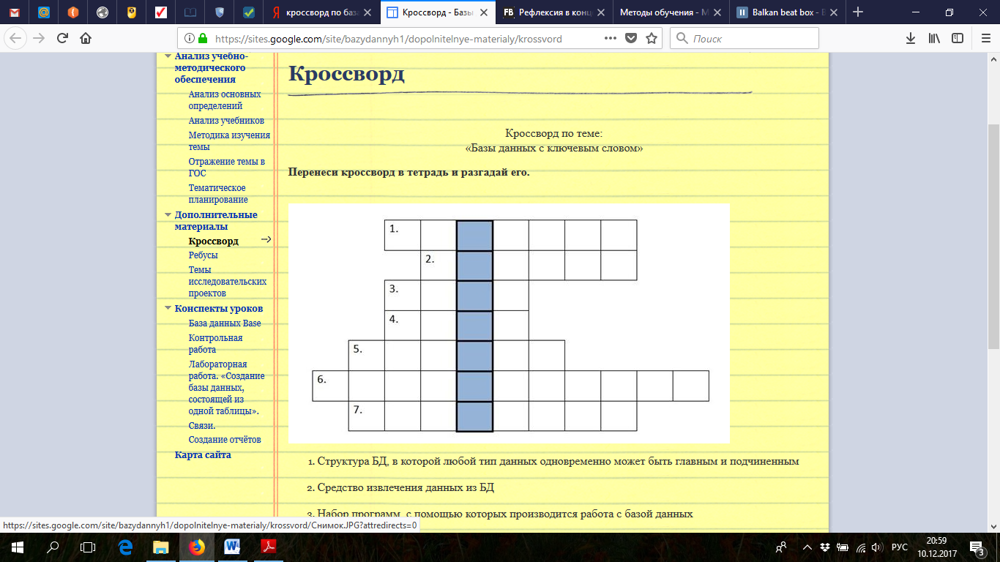 кроссворд по база
Кроссворд - Базы
Рефлексия в конц
Методы обучения - М
Balkan beat box - B
https://sites.google.com/site/bazydannyh1/dopolnitelnye-materialy/krossvord
Поиск
Анализ учебно-
методического
обеспечения
Анализ основных
определений
Анализ учебников
Методика изучения
темы
Отражение темы в
ГОС
Тематическое
планирование
Дополнительные
материалы
Кроссворд
Ребусы
Темы
исследовательских
проектов
Конспекты уроков
База данных Base
Контрольная
работа
Лабораторная
работа. «Создание
базы данных,
состоящей из
одной таблицы».
Связи.
Создание отчётов
Карта сайта
Кроссворд
Кроссворд по теме:
«Базы данных с ключевым словом»
Перенеси кроссворд в тетрадь и разгадай его.
1.
2.
3.
4.
5.
6.
7.
1. Структура БД, в которой любой тип данных одновременно может быть главным и подчиненным
2. Средство извлечения данных из БД
3. Набор программ, с помощью которых производится работа с базой данных
https://sites.google.com/site/bazydannyh1/dopolnitelnye-materialy/krossvord/Снимок.JPG?attredirects=0
РУС
20:59
10.12.2017
3